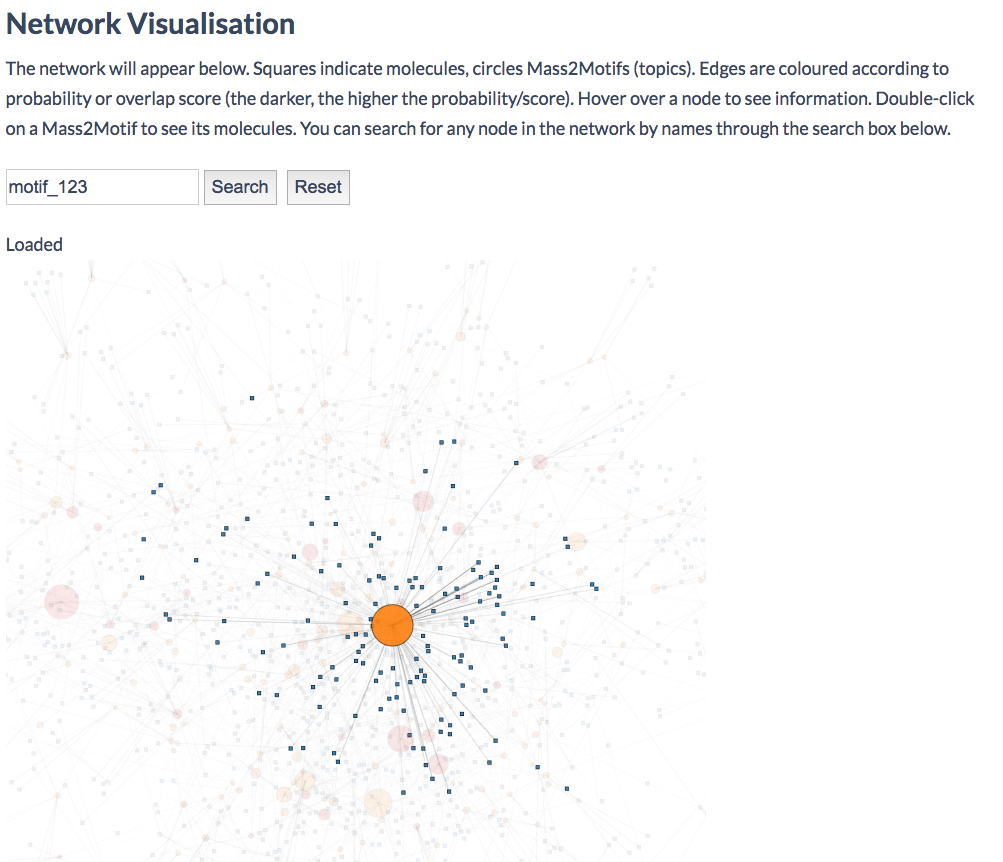 Network Visualisation
The network will appear below. Squares indicate molecules, circles Mass2Motifs (topics). Edges are coloured according to
probability or overlap score (the darker, the higher the probability/score). Hover over a node to see information. Double-click
on a Mass2Motif to see its molecules. You can search for any node in the network by names through the search box below.
motif_123 Search Reset
Loaded